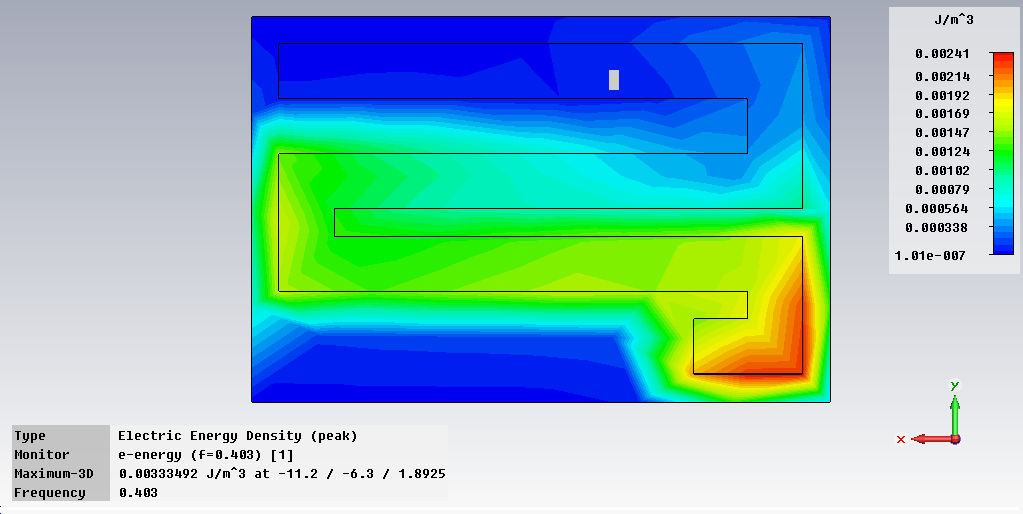 J/m^3
0.00241
0.00214
0.00192
0.00169
0.00147
0.00124
0.00102
0.00079
0.000564
0.000338
1.01e-007
y
x
Type Electric Energy Density (peak)
Monitor e-energy (f=0.403) [1]
Maximum-3D 0.00333492 J/m^3 at -11.2 / -6.3 / 1.8925
Frequency 0.403